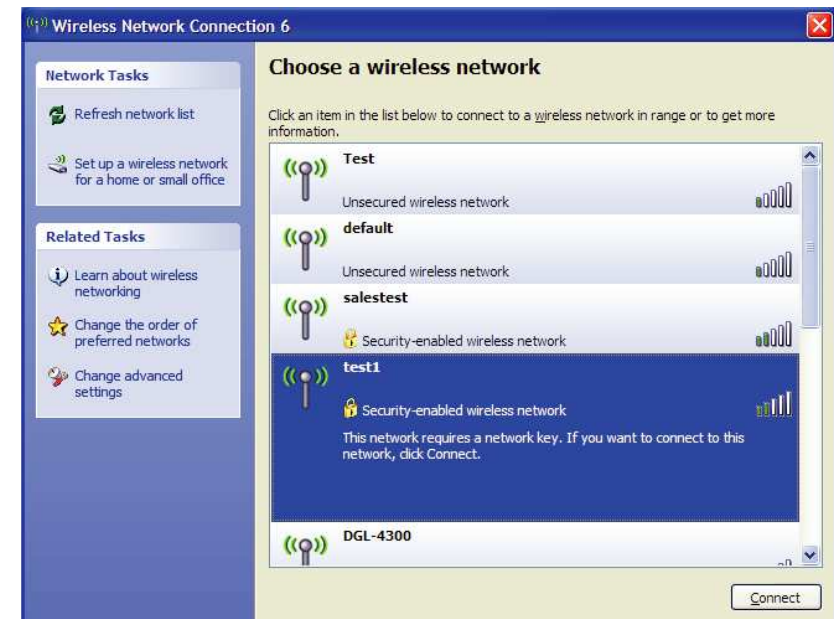 Wireless Network Connection 6
Network Tasks
Refresh network list
Set up a wireless network
for a home or small office
Related Tasks
Learn about wireless
networking
Change the order of
preferred networks
Change advanced
settings
Choose a wireless network
Click an item in the list below to connect to a wireless network in range or to get more
information.
Test
Unsecured wireless network
default
Unsecured wireless network
salestest
Security-enabled wireless network
test1
Security-enabled wireless network
This network requires a network key. If you want to connect to this
network, click Connect.
DGL-4300
Connect